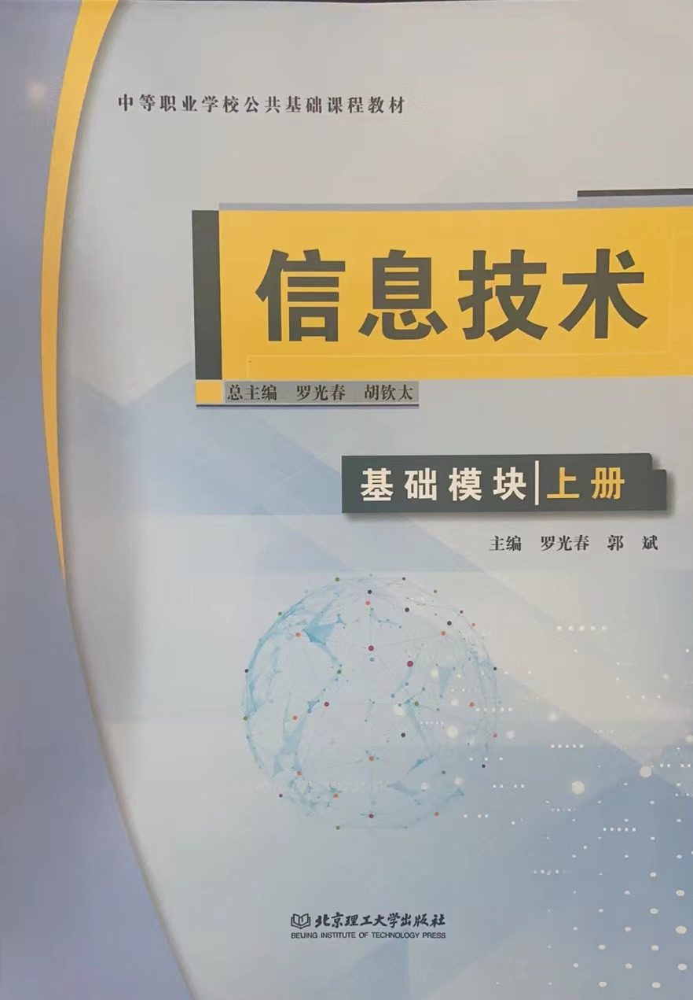 中等职业学校公共基础课程教材
信息技术
总主编 罗光春 胡钦太
基础模块 上册
主编 罗光春 郭 斌
北京理工大学出版社
BEIJING INSTITUTE OF TECHNOLOGY PRESS